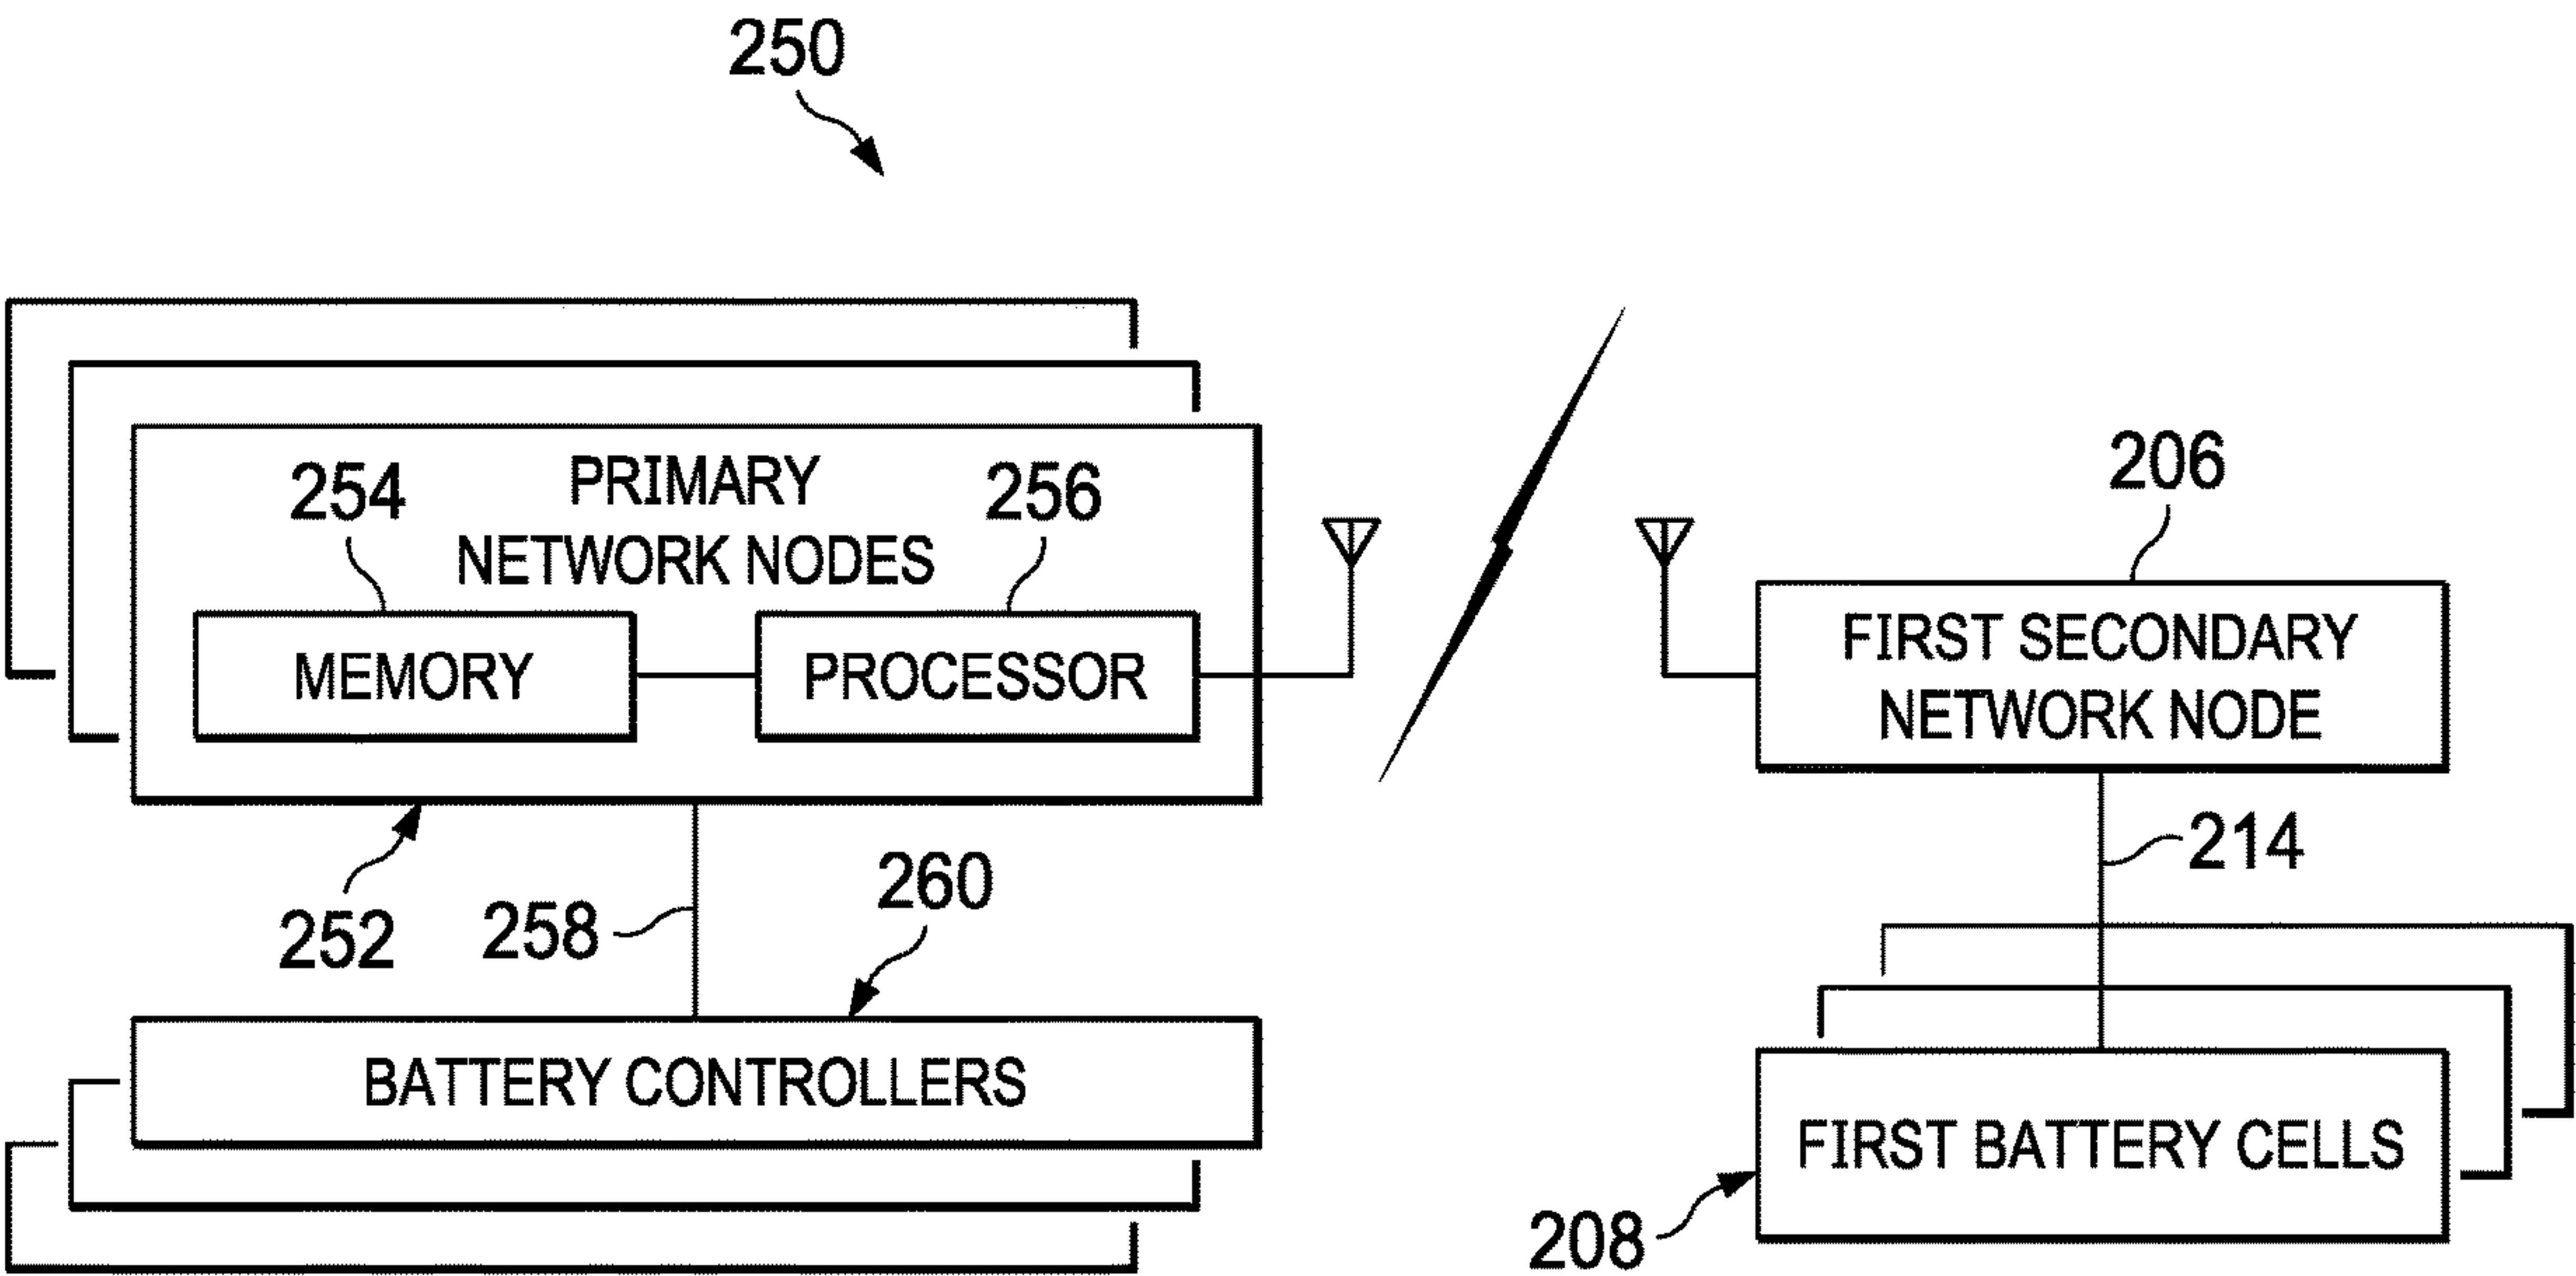 250
PRIMARY
NETWORK NODES
254
256
MEMORY
PROCESSOR
206
FIRST SECONDARY
NETWORK NODE
252
258
260
214
BATTERY CONTROLLERS
FIRST BATTERY CELLS
208